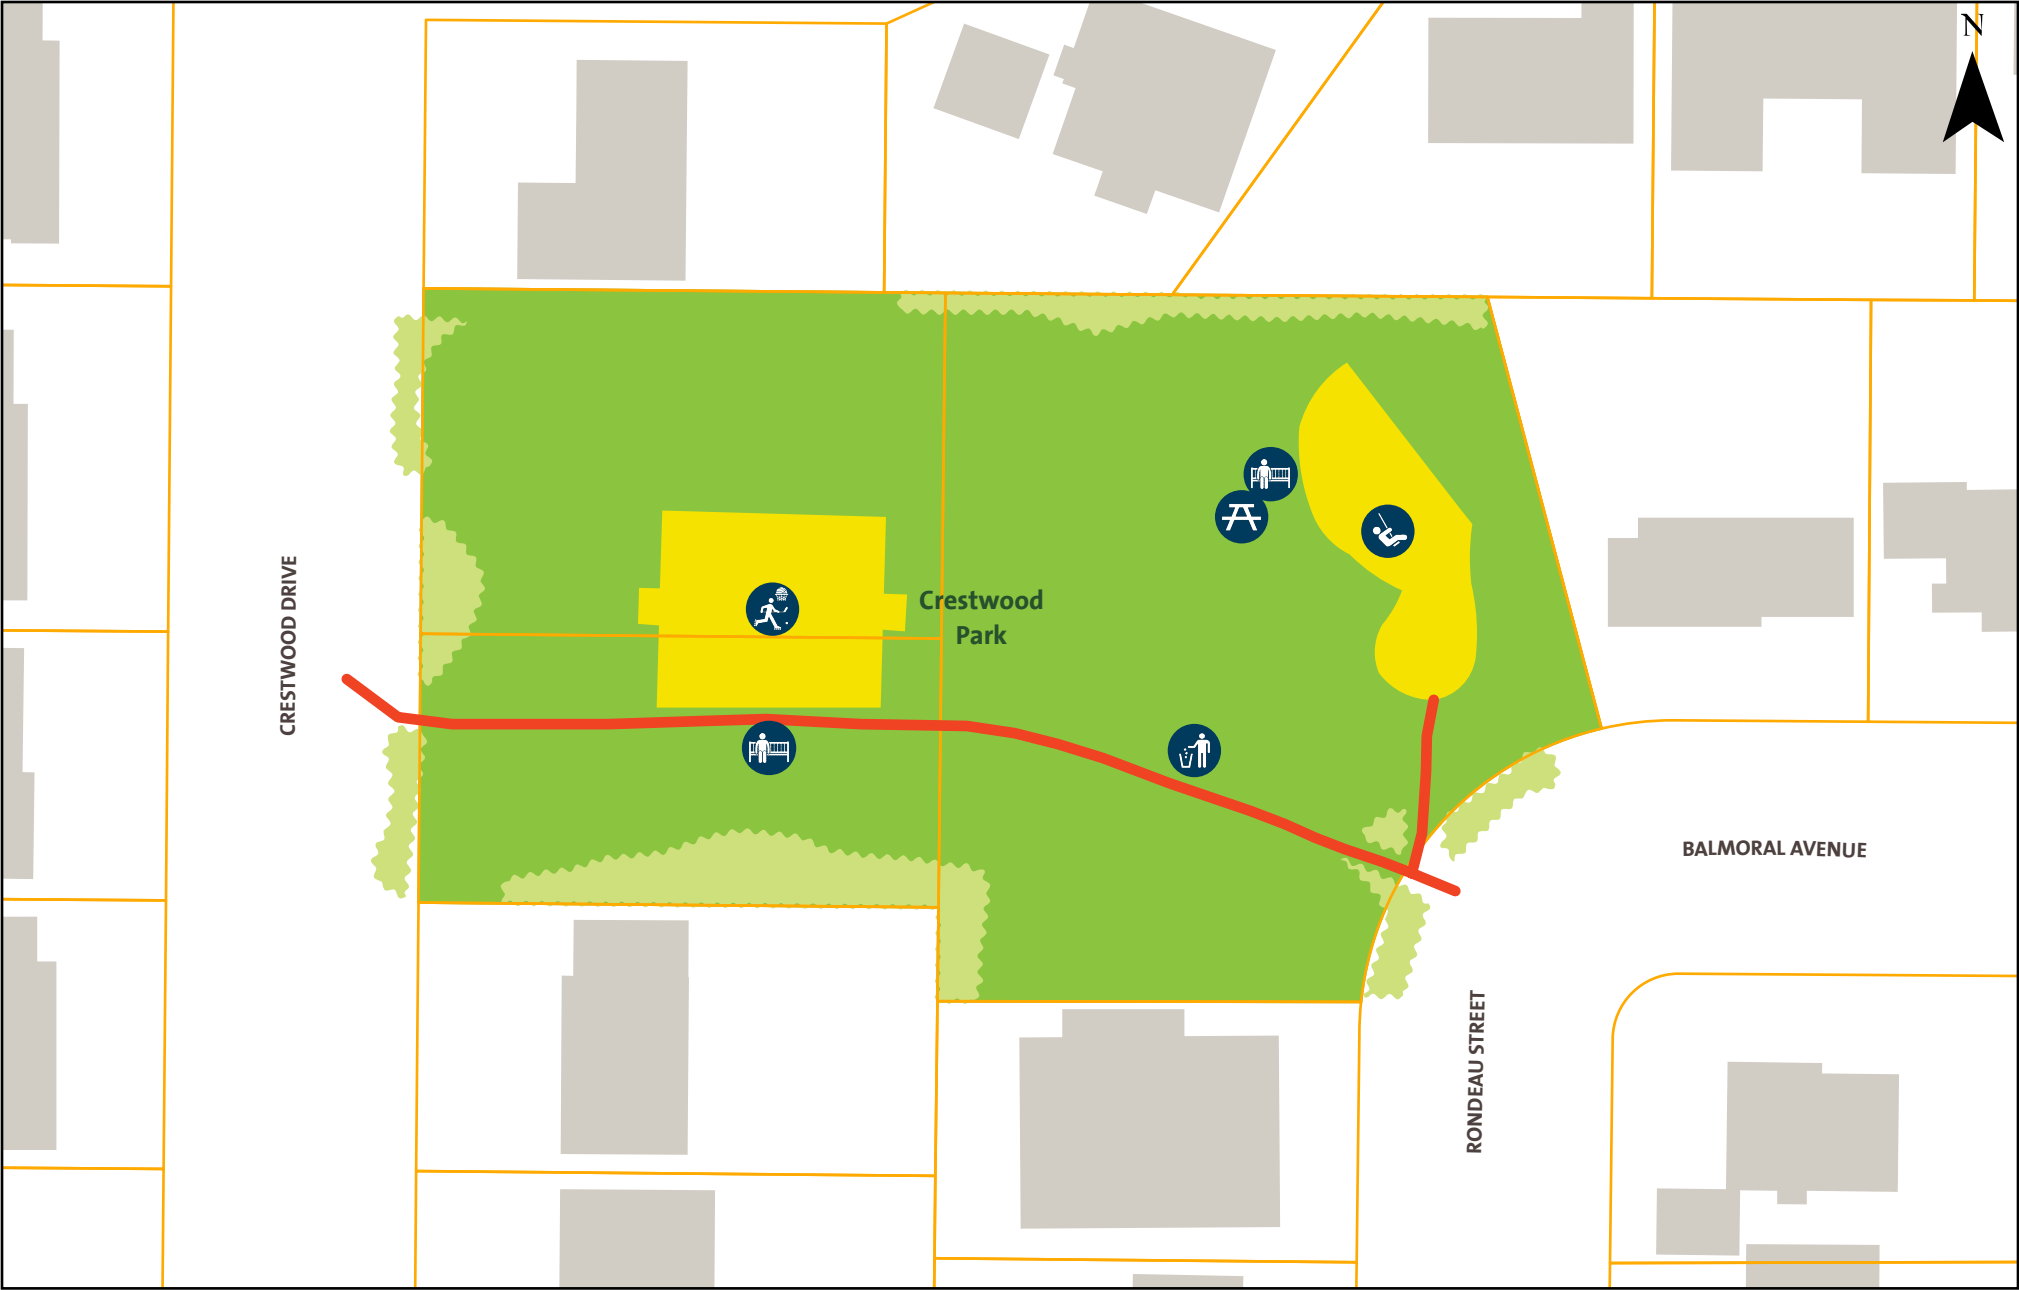 N
CRESTWOOD DRIVE
Crestwood
Park
BALMORAL AVENUE
RONDEAU STREET